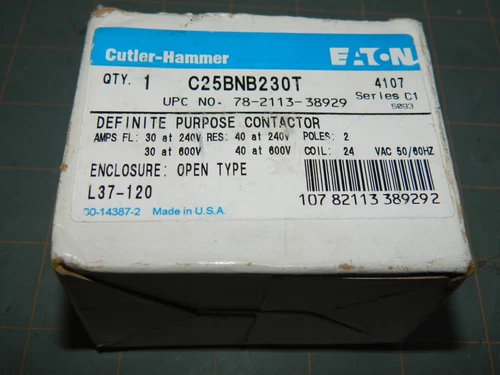 Cutler-Hammer EATON
QTY. 1 C25BNB230T 4107
UPC NO. 78-2113-38929 Series C1
5093
DEFINITE PURPOSE CONTACTOR
AMPS FL: 30 at 240V RES: 40 at 240V POLES: 2
30 at 600V 40 at 600V COIL: 24 VAC 50/60HZ
ENCLOSURE: OPEN TYPE
L37-120
107 82113 389292
30-14387-2 Made in U.S.A.